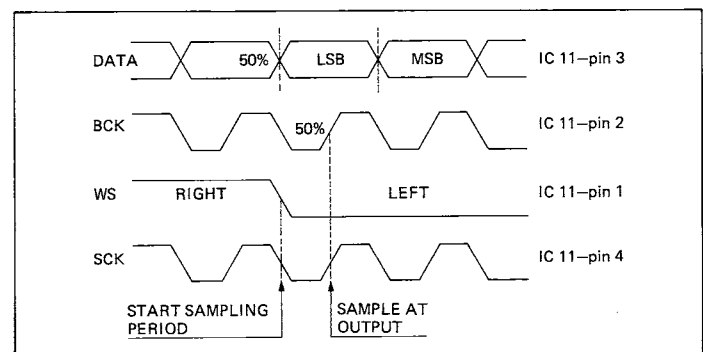 DATA 50% LSB MSB IC 11–pin 3
BCK 50% IC 11–pin 2
WS RIGHT LEFT IC 11–pin 1
SCK IC 11–pin 4
START SAMPLING
PERIOD
SAMPLE AT
OUTPUT